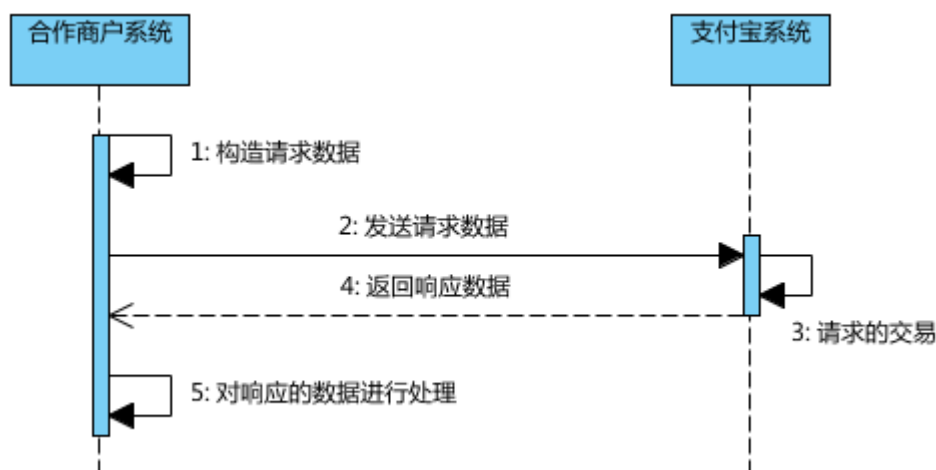 合作商户系统
支付宝系统
1: 构造请求数据
2: 发送请求数据
4: 返回响应数据
3: 请求的交易
5: 对响应的数据进行处理